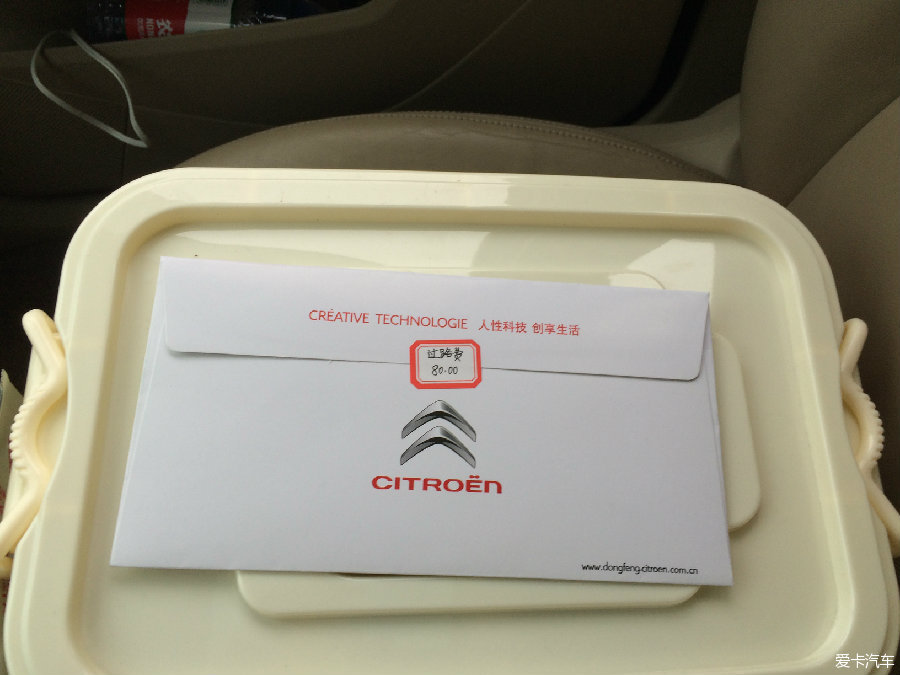 CRÉATIVE TECHNOLOGIE 人性科技 创享生活
过路费
80.00
CITROËN
www.dongfeng-citroen.com.cn
爱卡汽车